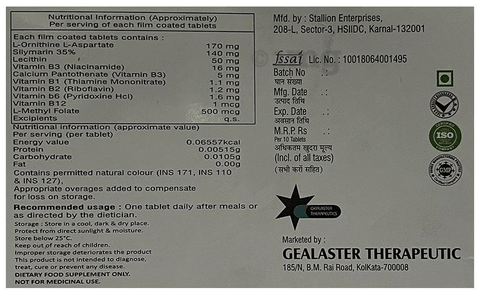 Nutritional Information (Approximately)
Per serving of each film coated tablets
Each film coated tablets contains :
L-Ornithine L-Aspartate 170 mg
Silymarin 35% 140 mg
Lecithin 50 mg
Vitamin B3 (Niacinamide) 16 mg
Calcium Pantothenate (Vitamin B3) 5 mg
Vitamin B.1 (Thiamine Mononitrate) 1.1 mg
Vitamin B2 (Riboflavin) 1.2 mg
Vitamin b6 (Pyridoxine Hcl) 1.6 mg
Vitamin B12 1 mcg
L-Methyl Folate 500 mcg
Excipients q.s.
Nutritional information (approximate value)
Per serving (per tablet)
Energy value 0.06557kcal
Protein 0.00515g
Carbohydrate 0.0105g
Fat 0.00g
Contains permitted natural colour (INS 171, INS 110
& INS 127),
Appropriate overages added to compensate
for loss on storage.
Recommended usage : One tablet daily after meals or
as directed by the dietician.
Storage : Store in a cool, dark & dry place.
Protect from direct sunlight & moisture.
Store below 25°C.
Keep out of reach of children.
Improper storage deteriorates the product
This product is not intended to diagnose,
treat, cure or prevent any disease.
DIETARY FOOD SUPPLEMENT ONLY.
NOT FOR MEDICINAL USE.
Mfd. by : Stallion Enterprises,
208-L, Sector-3, HSIIDC, Karnal-132001
fssai Lic. No. : 10018064001495
Batch No .:
घान संख्या
Mfg. Date .:
उत्पाद तिथि
Exp. Date .:
अवसान तिथि
M.R.P Rs .:
Per 10 Tablets
अधिकतम खुदरा मूल्य
(Incl. of all taxes)
(सभी करों सहित)
ISO
GMP
GEALASTER
THERAPEUTICS
Marketed by :
GEALASTER THERAPEUTIC
185/N, B.M. Rai Road, KolKata-700008